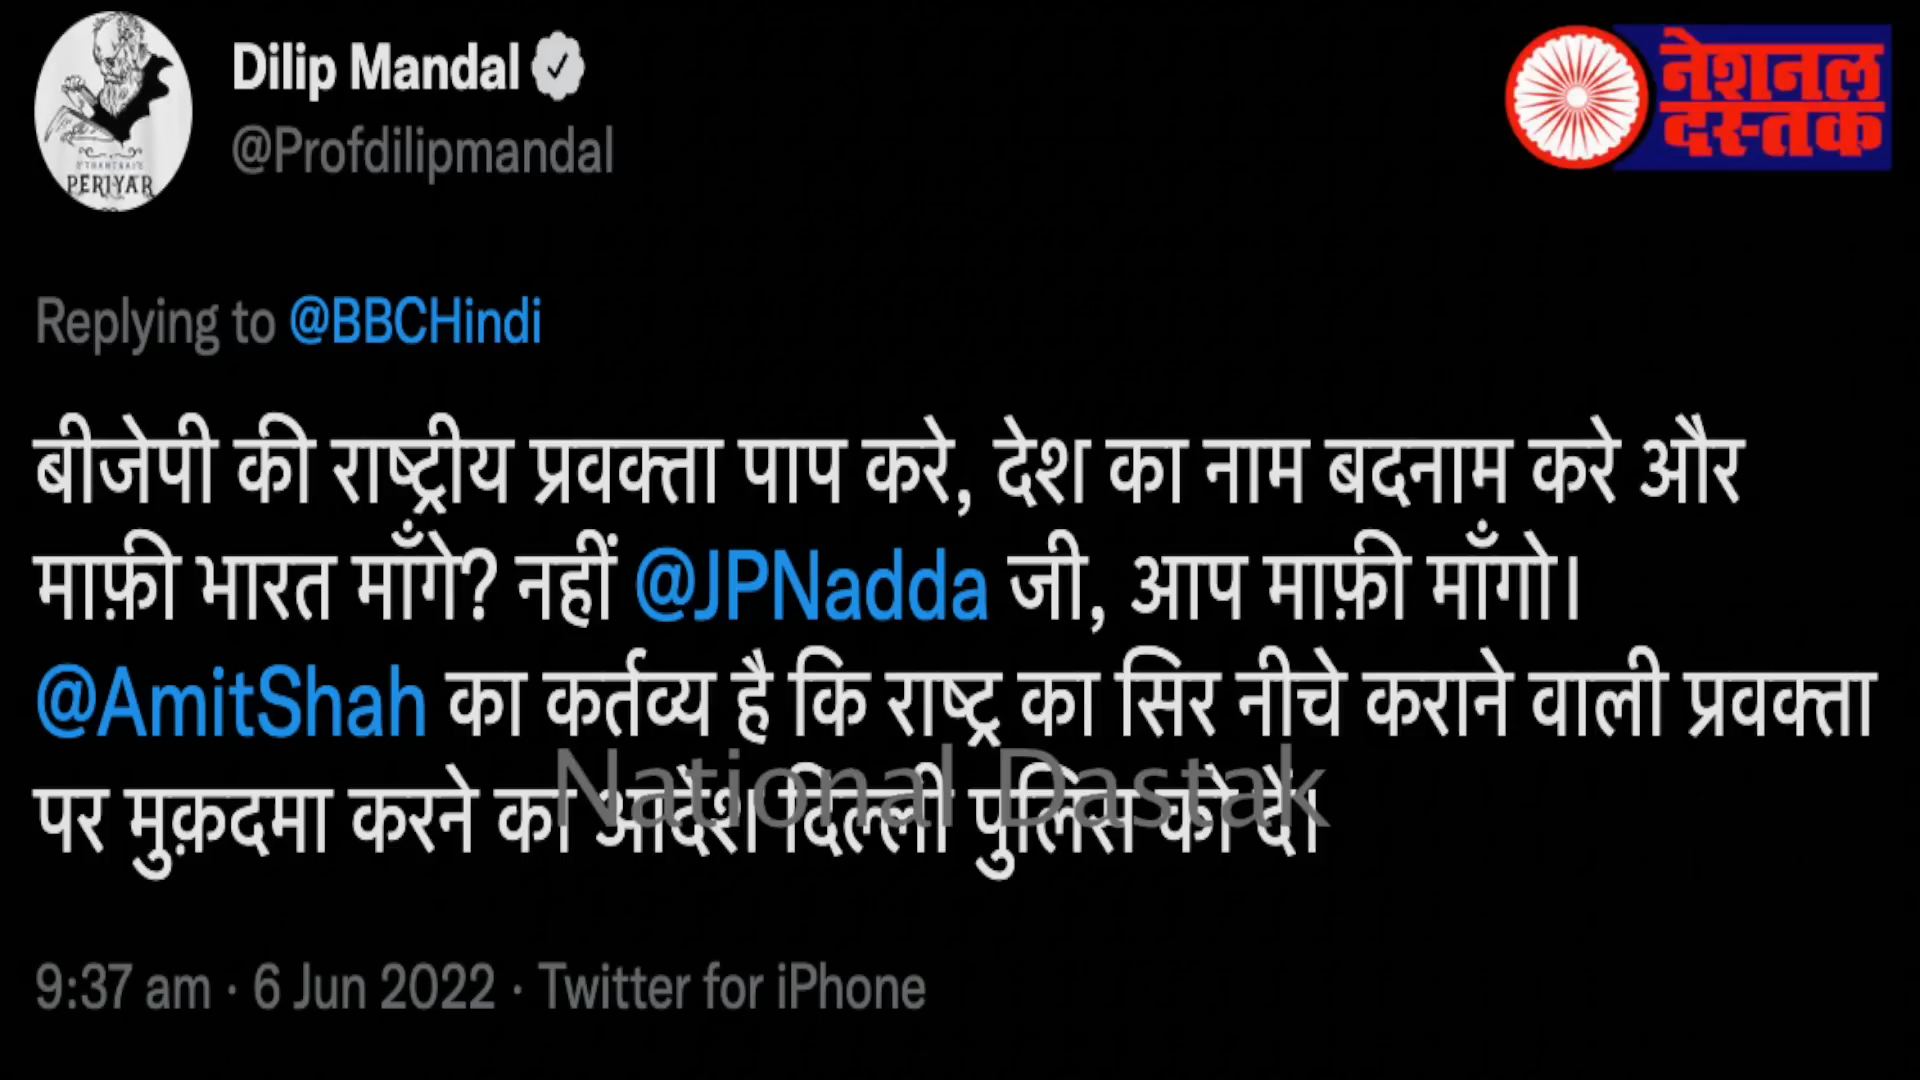 Dilip Mandal
@Profdilipmandal
नेशनल
दस्तक
PERIYAR
Replying to @BBCHindi
बीजेपी की राष्ट्रीय प्रवक्ता पाप करे, देश का नाम बदनाम करे और
माफ़ी भारत माँगे? नहीं @JPNadda जी, आप माफ़ी माँगो।
@AmitShah का कर्तव्य है कि राष्ट्र का सिर नीचे कराने वाली प्रवक्ता
पर मुक़दमा करने का आदेश दिल्ली पुलिस को दें।
National Dastak
9:37 am · 6 Jun 2022 · Twitter for iPhone